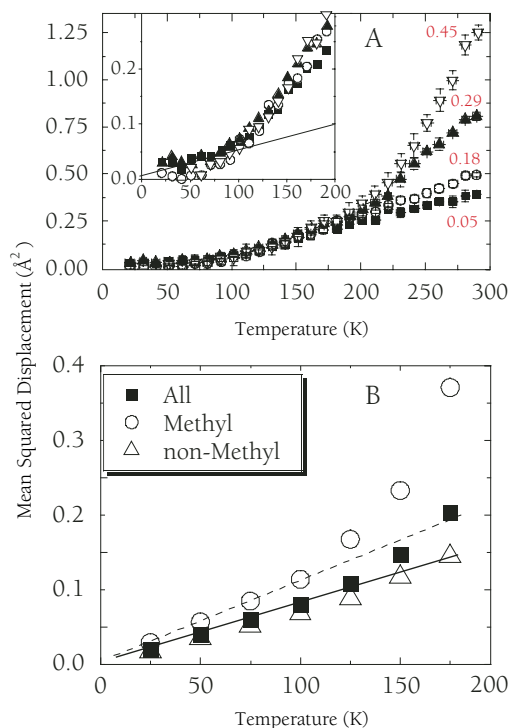 Mean Squared Displacement (Å²)
A
1.25
1.00
0.75
0.50
0.25
0.00
0.2
0.1
0.0
0 50 100 150 200
0.45
0.29
0.18
0.05
0 50 100 150 200 250 300
Temperature (K)
B
All
Methyl
non-Methyl
0.4
0.3
0.2
0.1
0.0
0 50 100 150 200
Temperature (K)